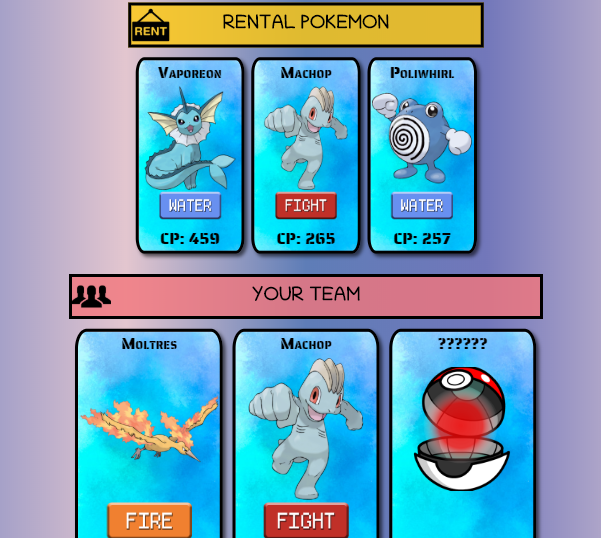 RENT
RENTAL POKEMON
Vaporeon
Machop
Poliwhirl
WATER
FIGHT
WATER
CP: 459
CP: 265
CP: 257
YOUR TEAM
Moltres
Machop
??????
FIRE
FIGHT